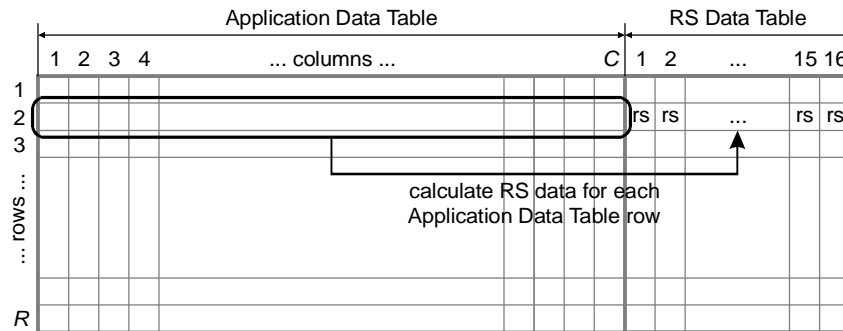 Application Data Table RS Data Table
1 2 3 4 ... columns ... C 1 2 ... 15 16
1
2 rs rs ... rs rs
3
calculate RS data for each
Application Data Table row
... rows ...
R